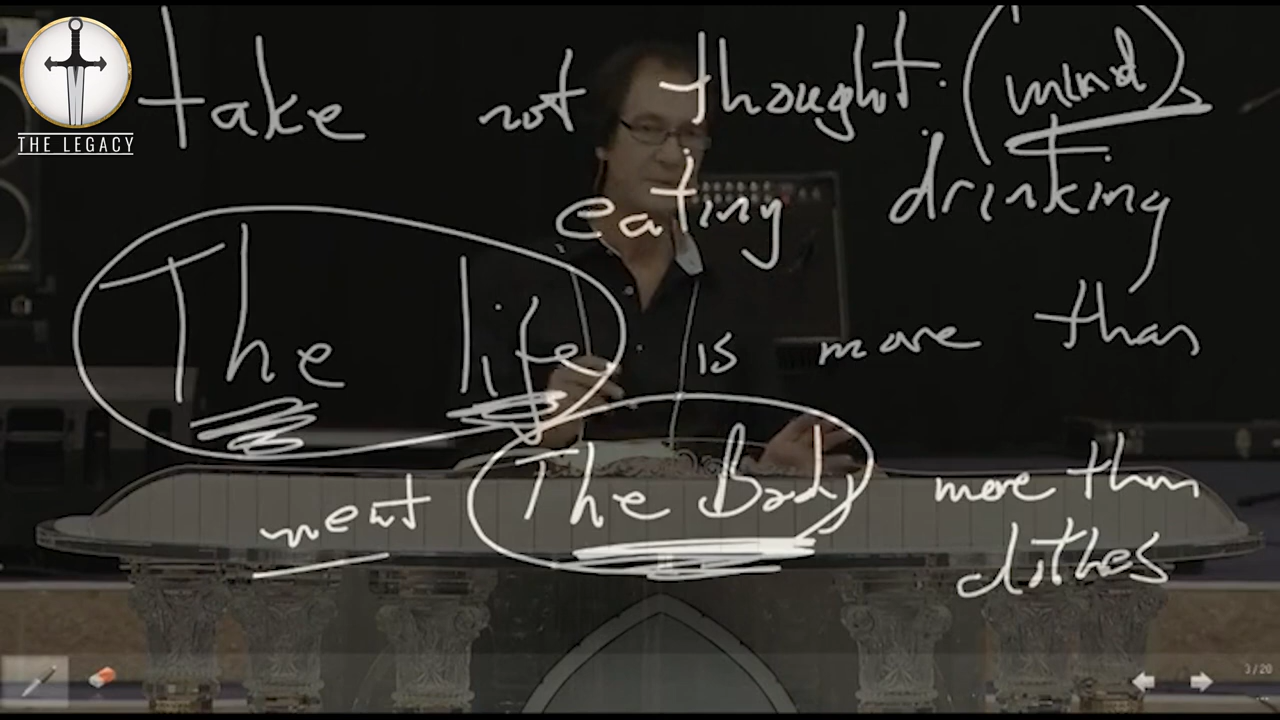 THE LEGACY
take not thought. (mind)
eating drinking
The life is more than
meat The Body more than
clothes
3/20